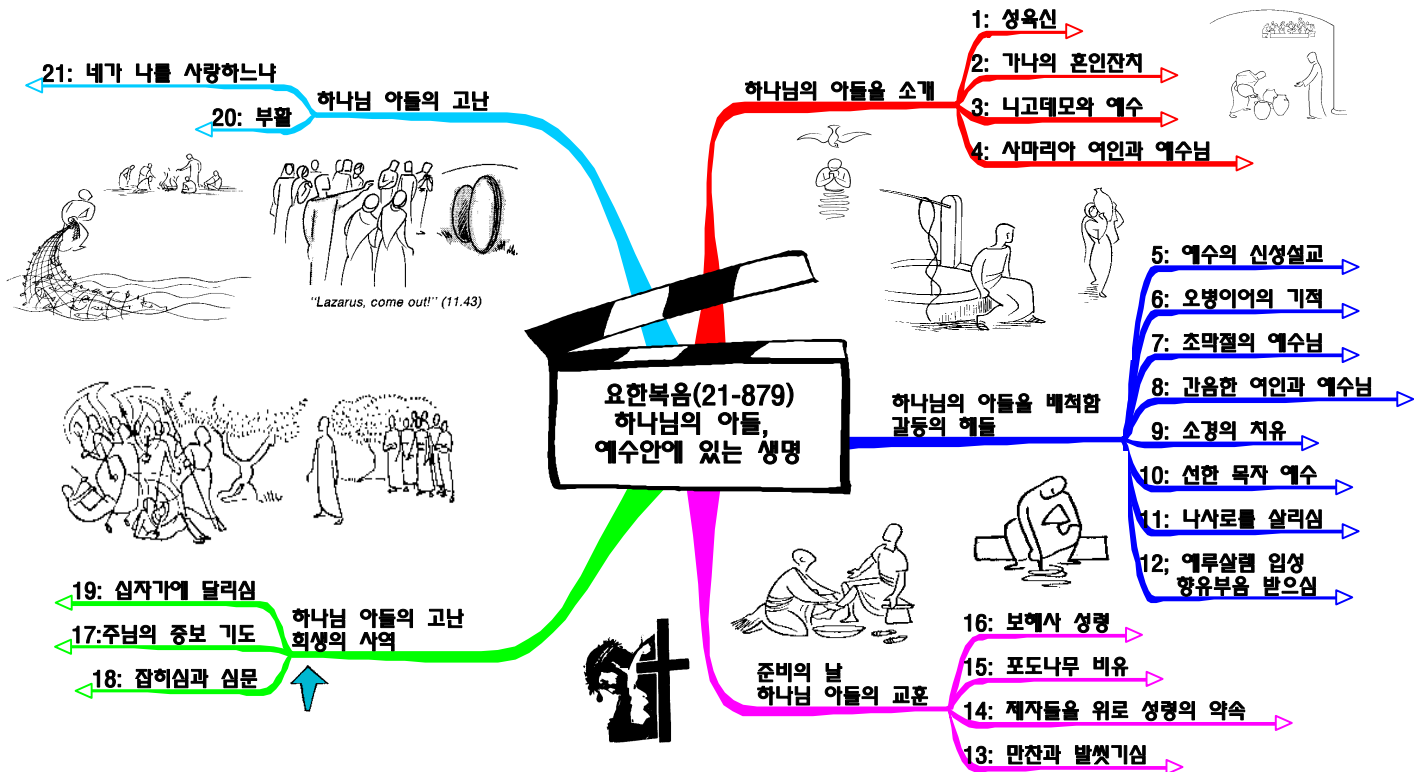 요한복음(21-879)
하나님의 아들,
예수안에 있는 생명
하나님의 아들을 소개
1: 성육신
2: 가나의 혼인잔치
3: 니고데모와 예수
4: 사마리아 여인과 예수님
하나님의 아들을 배척함
갈등의 해들
5: 예수의 신성설교
6: 오병이어의 기적
7: 초막절의 예수님
8: 간음한 여인과 예수님
9: 소경의 치유
10: 선한 목자 예수
11: 나사로를 살리심
12; 예루살렘 입성
향유부음 받으심
준비의 날
하나님 아들의 교훈
16: 보혜사 성령
15: 포도나무 비유
14: 제자들을 위로 성령의 약속
13: 만찬과 발씻기심
하나님 아들의 고난
희생의 사역
19: 십자가에 달리심
17:주님의 중보 기도
18: 잡히심과 심문
하나님 아들의 고난
21: 네가 나를 사랑하느냐
20: 부활
"Lazarus, come out!" (11.43)